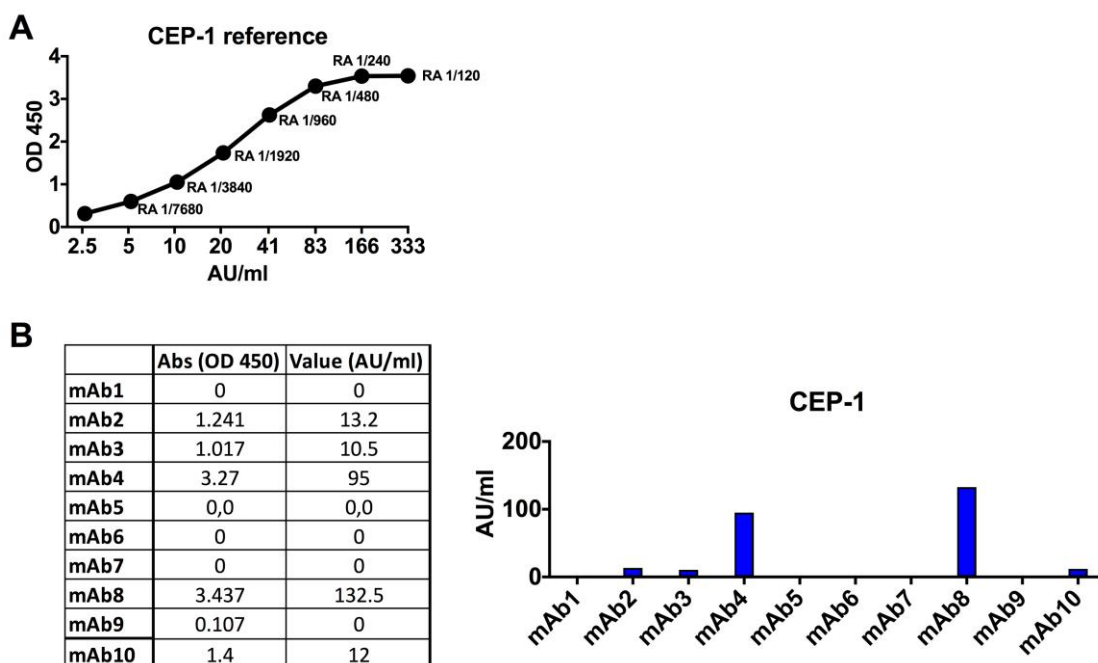 A
CEP-1 reference
OD 450
4
3
2
1
0
RA 1/240
RA 1/120
RA 1/480
RA 1/960
RA 1/1920
RA 1/3840
RA 1/7680
2.5 5 10 20 41 83 166 333
AU/ml
B
Abs (OD 450) Value (AU/ml)
mAb1 0 0
mAb2 1.241 13.2
mAb3 1.017 10.5
mAb4 3.27 95
mAb5 0,0 0,0
mAb6 0 0
mAb7 0 0
mAb8 3.437 132.5
mAb9 0.107 0
mAb10 1.4 12
CEP-1
AU/ml
200
100
0
mAb1 mAb2 mAb3 mAb4 mAb5 mAb6 mAb7 mAb8 mAb9 mAb10